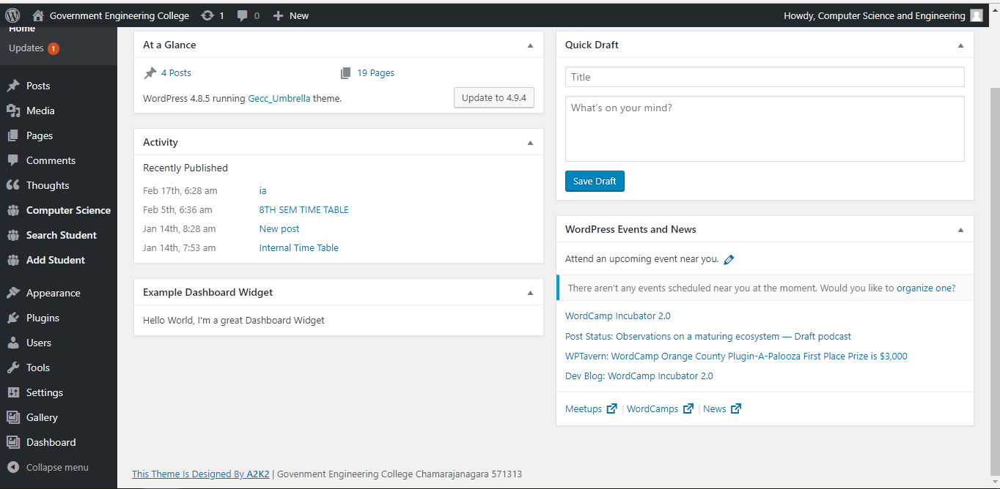 Government Engineering College 1 0 New Howdy, Computer Science and Engineering
Home
Updates 1
Posts
Media
Pages
Comments
Thoughts
Computer Science
Search Student
Add Student
Appearance
Plugins
Users
Tools
Settings
Gallery
Dashboard
Collapse menu
At a Glance
4 Posts 19 Pages
WordPress 4.8.5 running Gecc_Umbrella theme. Update to 4.9.4
Activity
Recently Published
Feb 17th, 6:28 am ia
Feb 5th, 6:36 am 8TH SEM TIME TABLE
Jan 14th, 8:28 am New post
Jan 14th, 7:53 am Internal Time Table
Example Dashboard Widget
Hello World, I'm a great Dashboard Widget
Quick Draft
Title
What's on your mind?
Save Draft
WordPress Events and News
Attend an upcoming event near you.
There aren't any events scheduled near you at the moment. Would you like to organize one?
WordCamp Incubator 2.0
Post Status: Observations on a maturing ecosystem — Draft podcast
WPTavern: WordCamp Orange County Plugin-A-Palooza First Place Prize is $3,000
Dev Blog: WordCamp Incubator 2.0
Meetups | WordCamps | News
This Theme Is Designed By A2K2 | Govenment Engineering College Chamarajanagara 571313